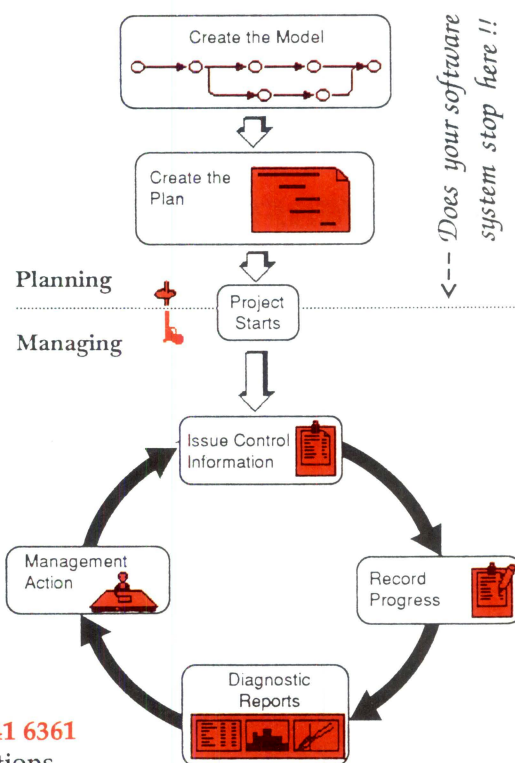 Create the Model
Create the
Plan
<-- Does your software
system stop here !!
Planning
Project
Starts
Managing
Issue Control
Information
Management
Action
Record
Progress
Diagnostic
Reports
41 6361